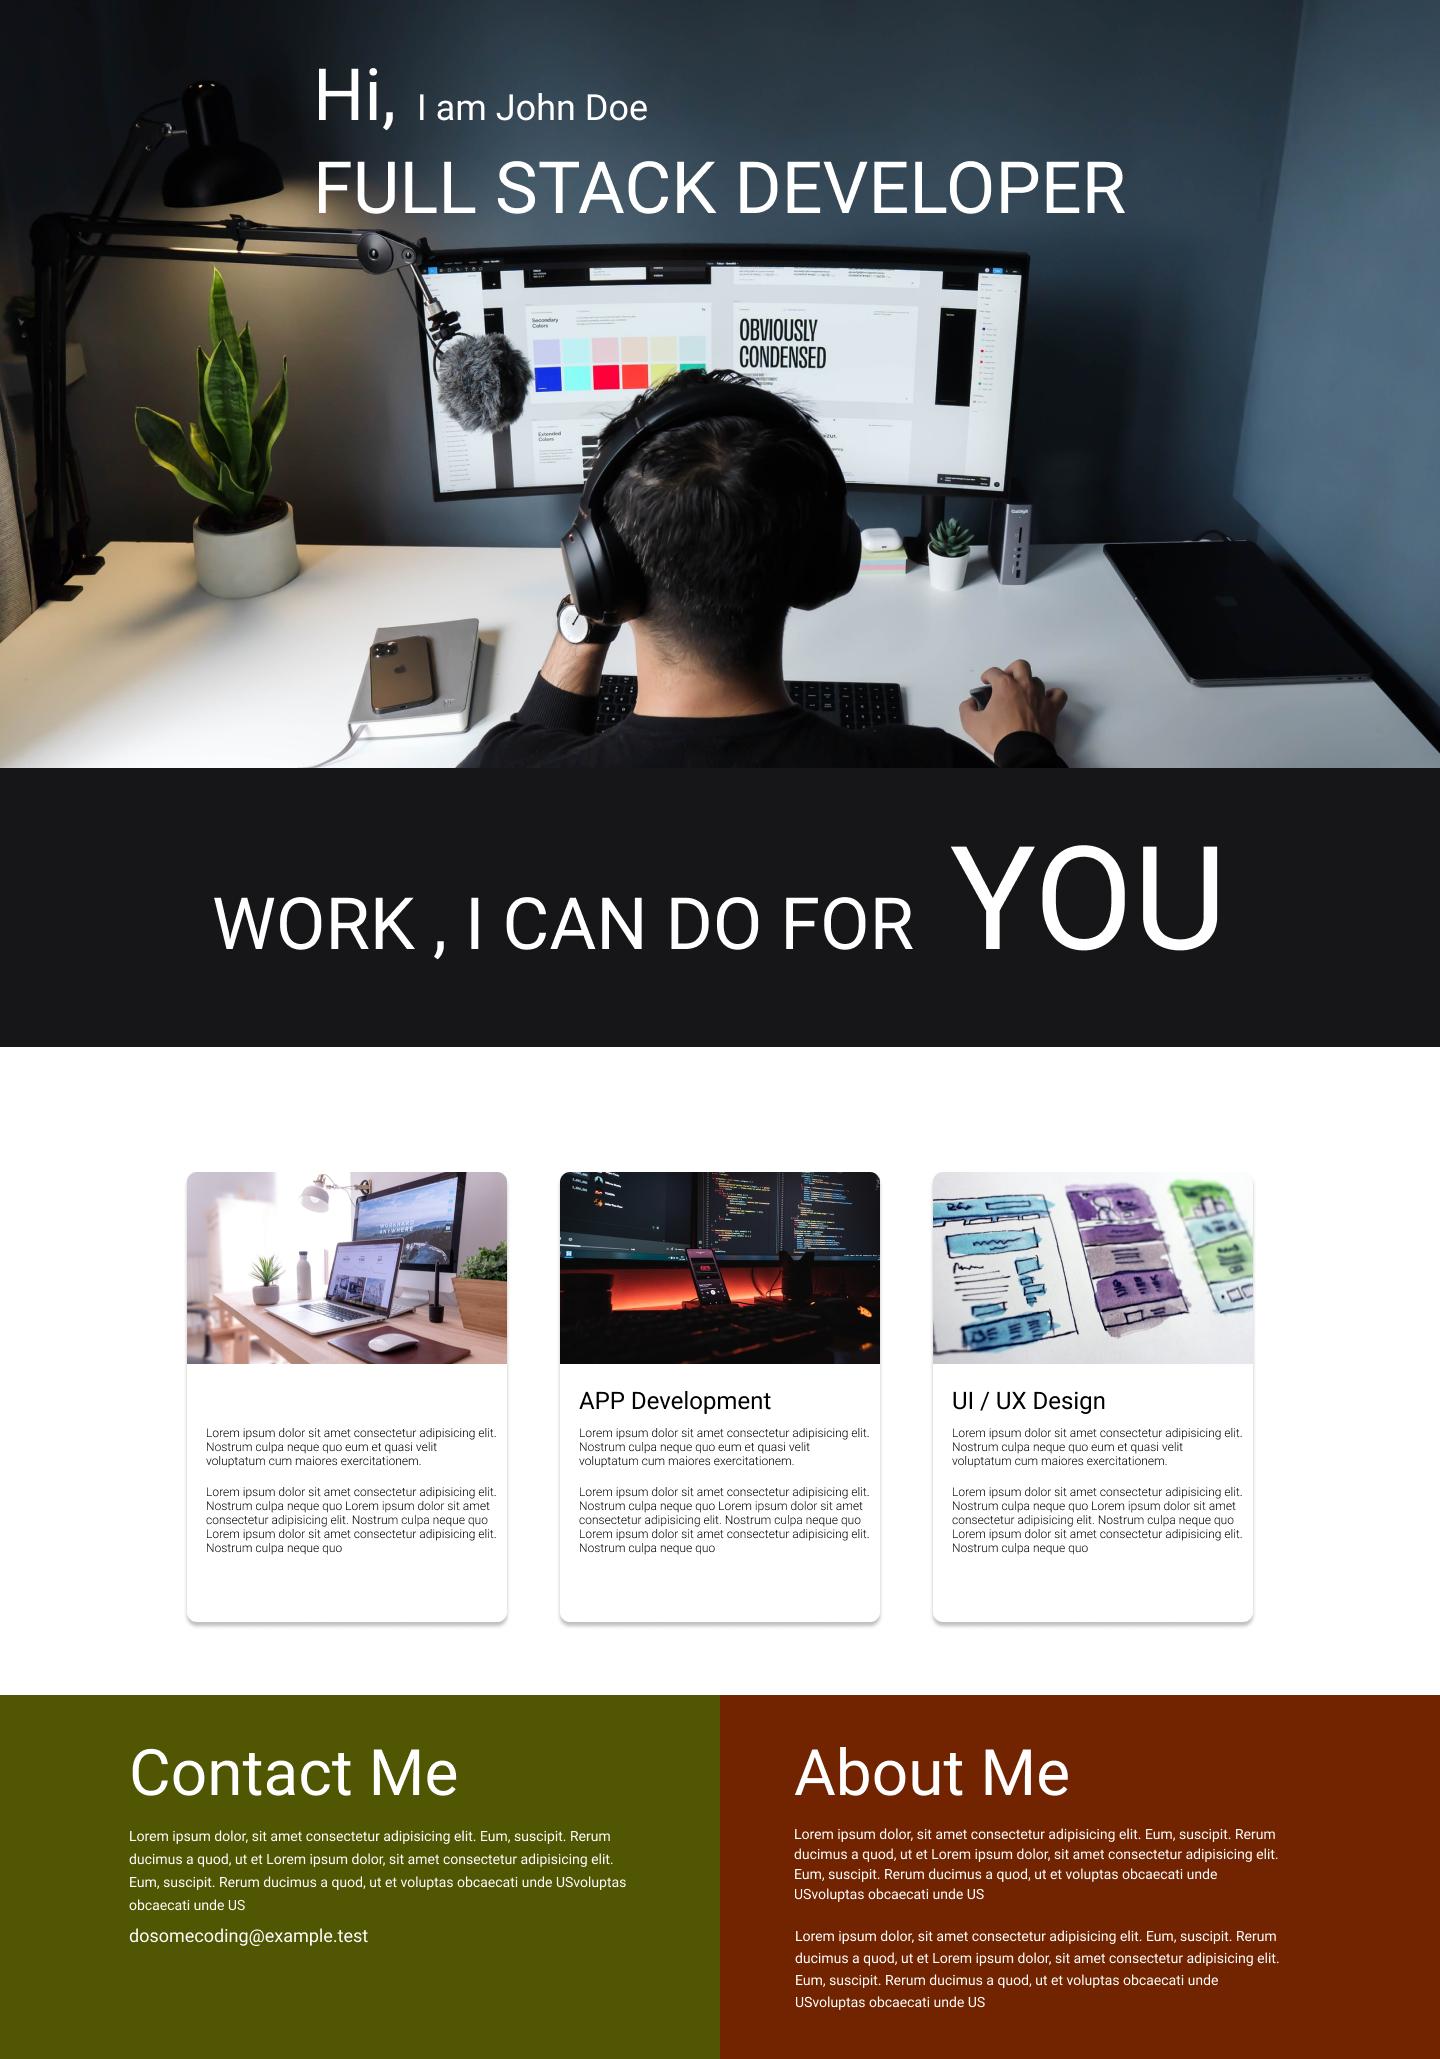 Hi, I am John Doe
FULL STACK DEVELOPER
Secondary
Colors
OBVIOUSLY
CONDENSED
Extended
Colors
WORK , I CAN DO FOR YOU
WORKHARD
ANYWHERE
APP Development
UI / UX Design
Lorem ipsum dolor sit amet consectetur adipisicing elit.
Nostrum culpa neque quo eum et quasi velit
voluptatum cum maiores exercitationem.
Lorem ipsum dolor sit amet consectetur adipisicing elit.
Nostrum culpa neque quo Lorem ipsum dolor sit amet
consectetur adipisicing elit. Nostrum culpa neque quo
Lorem ipsum dolor sit amet consectetur adipisicing elit.
Nostrum culpa neque quo
Lorem ipsum dolor sit amet consectetur adipisicing elit.
Nostrum culpa neque quo eum et quasi velit
voluptatum cum maiores exercitationem.
Lorem ipsum dolor sit amet consectetur adipisicing elit.
Nostrum culpa neque quo Lorem ipsum dolor sit amet
consectetur adipisicing elit. Nostrum culpa neque quo
Lorem ipsum dolor sit amet consectetur adipisicing elit.
Nostrum culpa neque quo
Lorem ipsum dolor sit amet consectetur adipisicing elit.
Nostrum culpa neque quo eum et quasi velit
voluptatum cum maiores exercitationem.
Lorem ipsum dolor sit amet consectetur adipisicing elit.
Nostrum culpa neque quo Lorem ipsum dolor sit amet
consectetur adipisicing elit. Nostrum culpa neque quo
Lorem ipsum dolor sit amet consectetur adipisicing elit.
Nostrum culpa neque quo
Contact Me
Lorem ipsum dolor, sit amet consectetur adipisicing elit. Eum, suscipit. Rerum
ducimus a quod, ut et Lorem ipsum dolor, sit amet consectetur adipisicing elit.
Eum, suscipit. Rerum ducimus a quod, ut et voluptas obcaecati unde USvoluptas
obcaecati unde US
dosomecoding@example.test
About Me
Lorem ipsum dolor, sit amet consectetur adipisicing elit. Eum, suscipit. Rerum
ducimus a quod, ut et Lorem ipsum dolor, sit amet consectetur adipisicing elit.
Eum, suscipit. Rerum ducimus a quod, ut et voluptas obcaecati unde
USvoluptas obcaecati unde US
Lorem ipsum dolor, sit amet consectetur adipisicing elit. Eum, suscipit. Rerum
ducimus a quod, ut et Lorem ipsum dolor, sit amet consectetur adipisicing elit.
Eum, suscipit. Rerum ducimus a quod, ut et voluptas obcaecati unde
USvoluptas obcaecati unde US